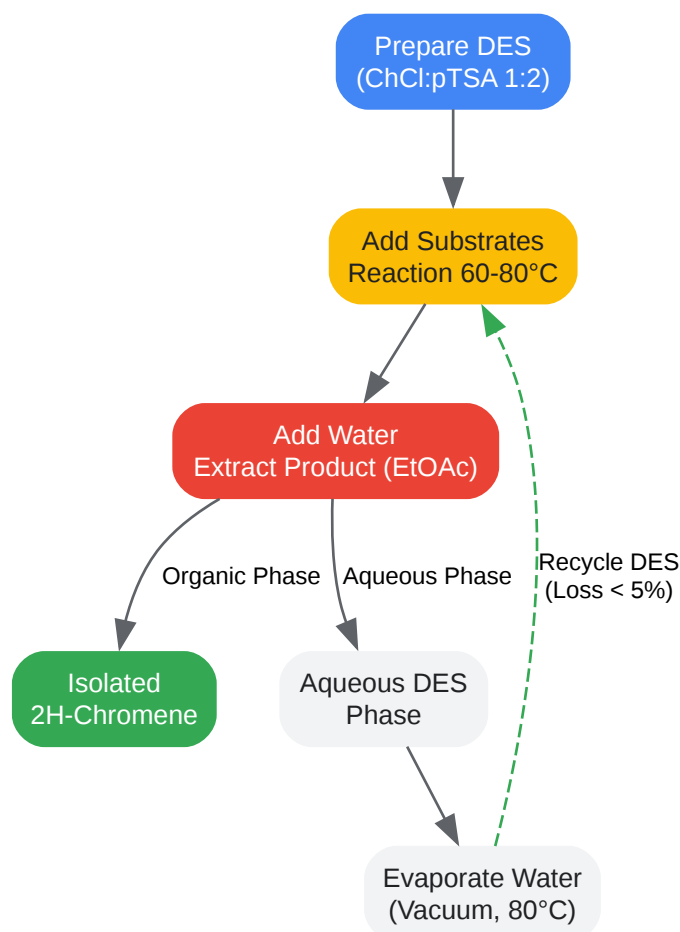 Prepare DES
(ChCl:pTSA 1:2)
Add Substrates
Reaction 60-80°C
Add Water
Extract Product (EtOAc)
Organic Phase
Aqueous Phase
Recycle DES
(Loss < 5%)
Isolated
2H-Chromene
Aqueous DES
Phase
Evaporate Water
(Vacuum, 80°C)